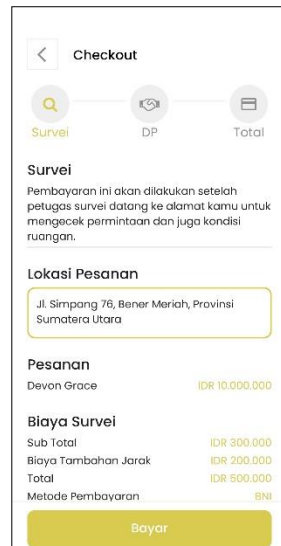 Checkout
Survei DP Total
Survei
Pembayaran ini akan dilakukan setelah
petugas survei datang ke alamat kamu untuk
mengecek permintaan dan juga kondisi
ruangan.
Lokasi Pesanan
Jl. Simpang 76, Bener Meriah, Provinsi
Sumatera Utara
Pesanan
Devon Grace IDR 10.000.000
Biaya Survei
Sub Total IDR 300.000
Biaya Tambahan Jarak IDR 200.000
Total IDR 500.000
Metode Pembayaran BNI
Bayar